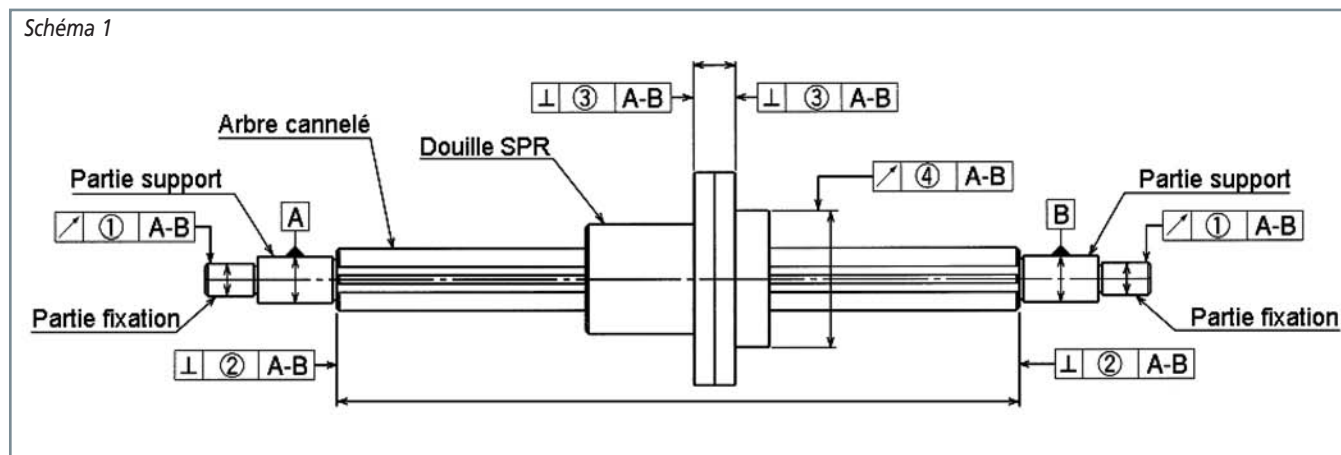 Schéma 1
⊥ ③ A-B
⊥ ③ A-B
Arbre cannelé
Douille SPR
Partie support
↗ ④ A-B
Partie support
↗ ① A-B
A
B
↗ ① A-B
Partie fixation
Partie fixation
⊥ ② A-B
⊥ ② A-B